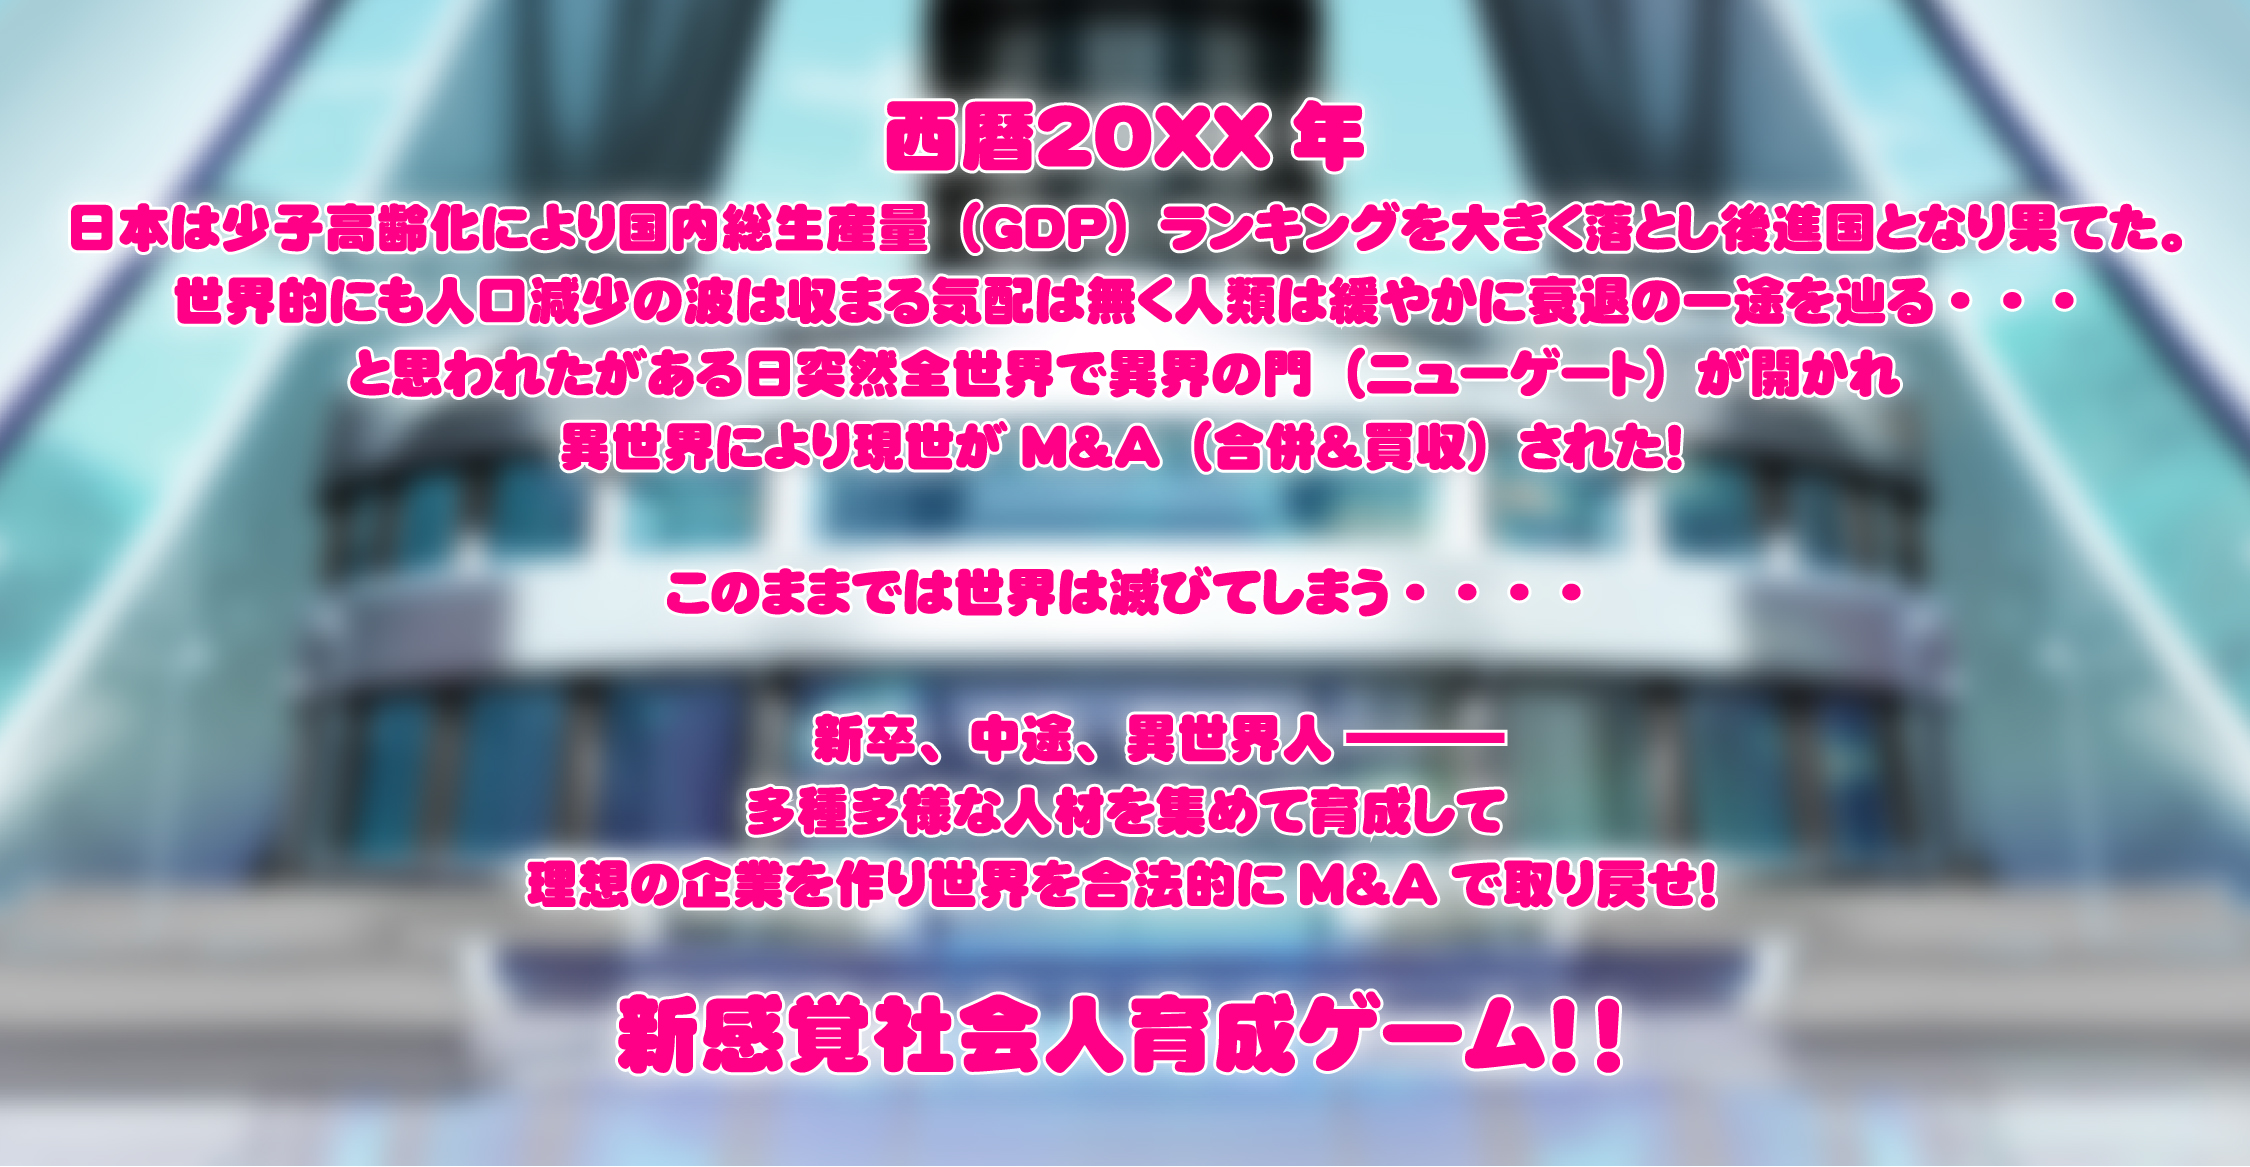 西暦20XX年
日本は少子高齢化により国内総生産量（GDP）ランキングを大きく落とし後進国となり果てた。
世界的にも人口減少の波は収まる気配は無く人類は緩やかに衰退の一途を辿る・・・
と思われたがある日突然全世界で異界の門（ニューゲート）が開かれ
異世界により現世がM&A（合併&買収）された！
このままでは世界は滅びてしまう・・・・
新卒、中途、異世界人―――
多種多様な人材を集めて育成して
理想の企業を作り世界を合法的にM&Aで取り戻せ！
新感覚社会人育成ゲーム！！